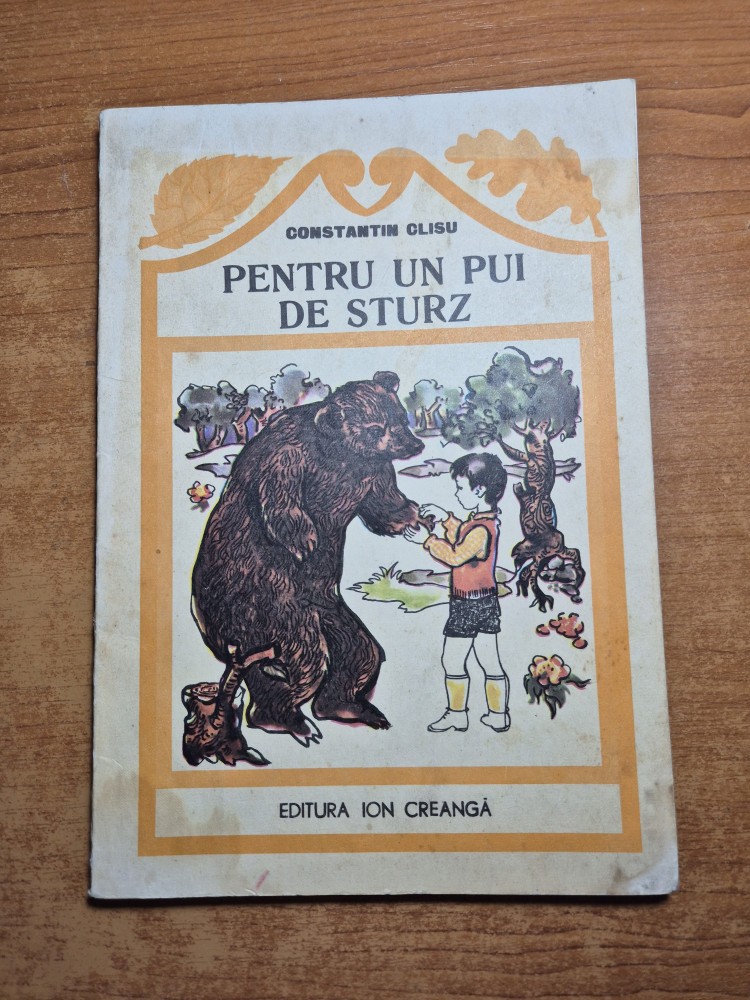 CONSTANTIN CLISU
PENTRU UN PUI
DE STURZ
EDITURA ION CREANGĂ